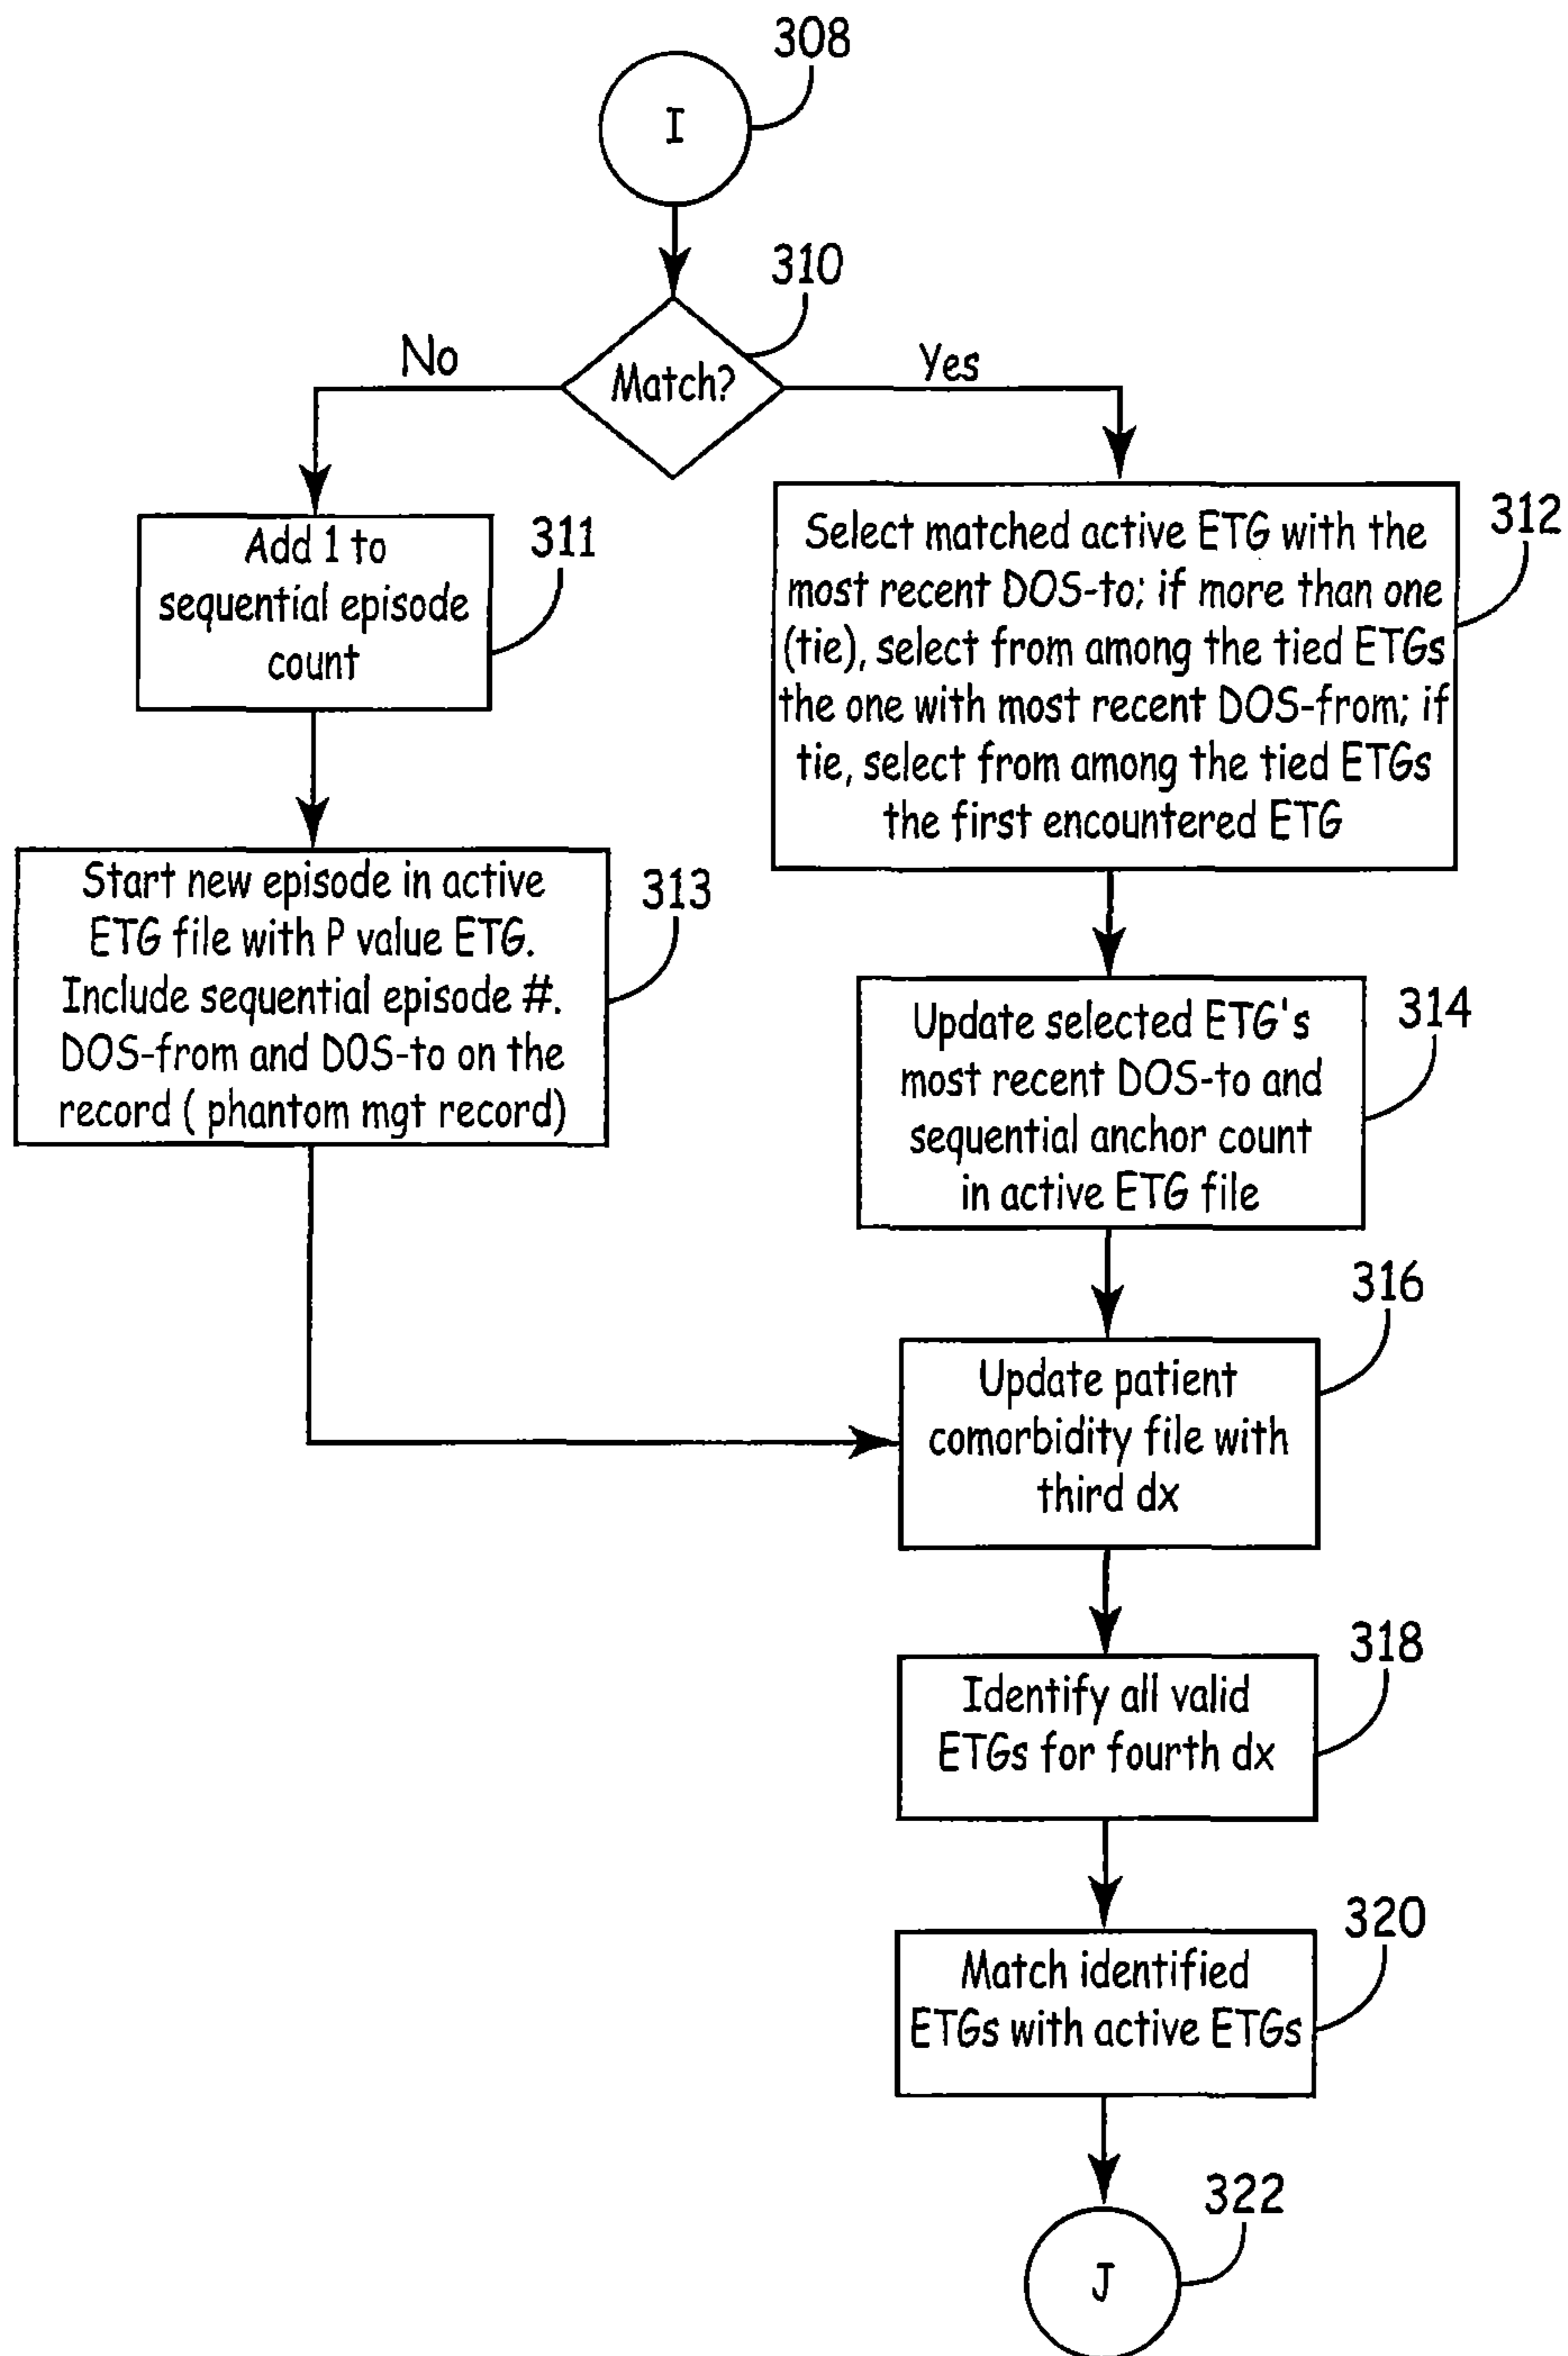 308
I
310
Match?
No
Yes
Add 1 to
sequential episode
count
311
Select matched active ETG with the
most recent DOS-to; if more than one
(tie), select from among the tied ETGs
the one with most recent DOS-from; if
tie, select from among the tied ETGs
the first encountered ETG
312
Start new episode in active
ETG file with P value ETG.
Include sequential episode #.
DOS-from and DOS-to on the
record ( phantom mgt record)
313
Update selected ETG's
most recent DOS-to and
sequential anchor count
in active ETG file
314
Update patient
comorbidity file with
third dx
316
Identify all valid
ETGs for fourth dx
318
Match identified
ETGs with active ETGs
320
J
322